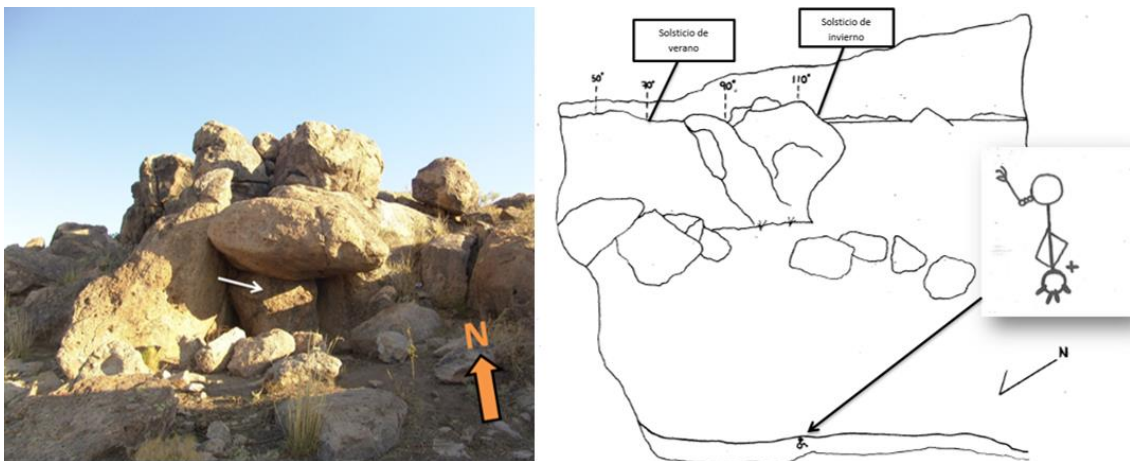 N
Solsticio de
verano
Solsticio de
invierno
50°
70°
90°
110°
N